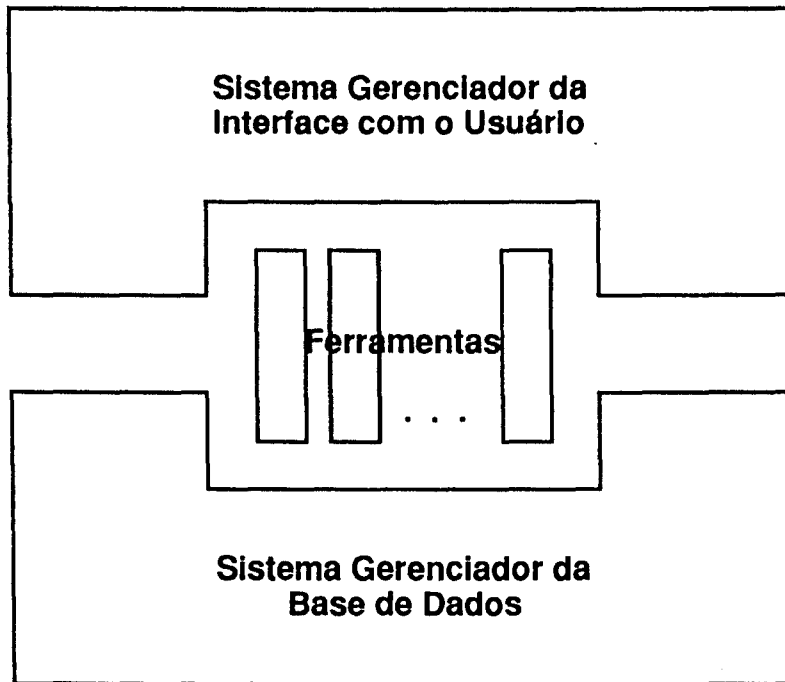 Sistema Gerenciador da
Interface com o Usuário
Ferramentas
. . .
Sistema Gerenciador da
Base de Dados